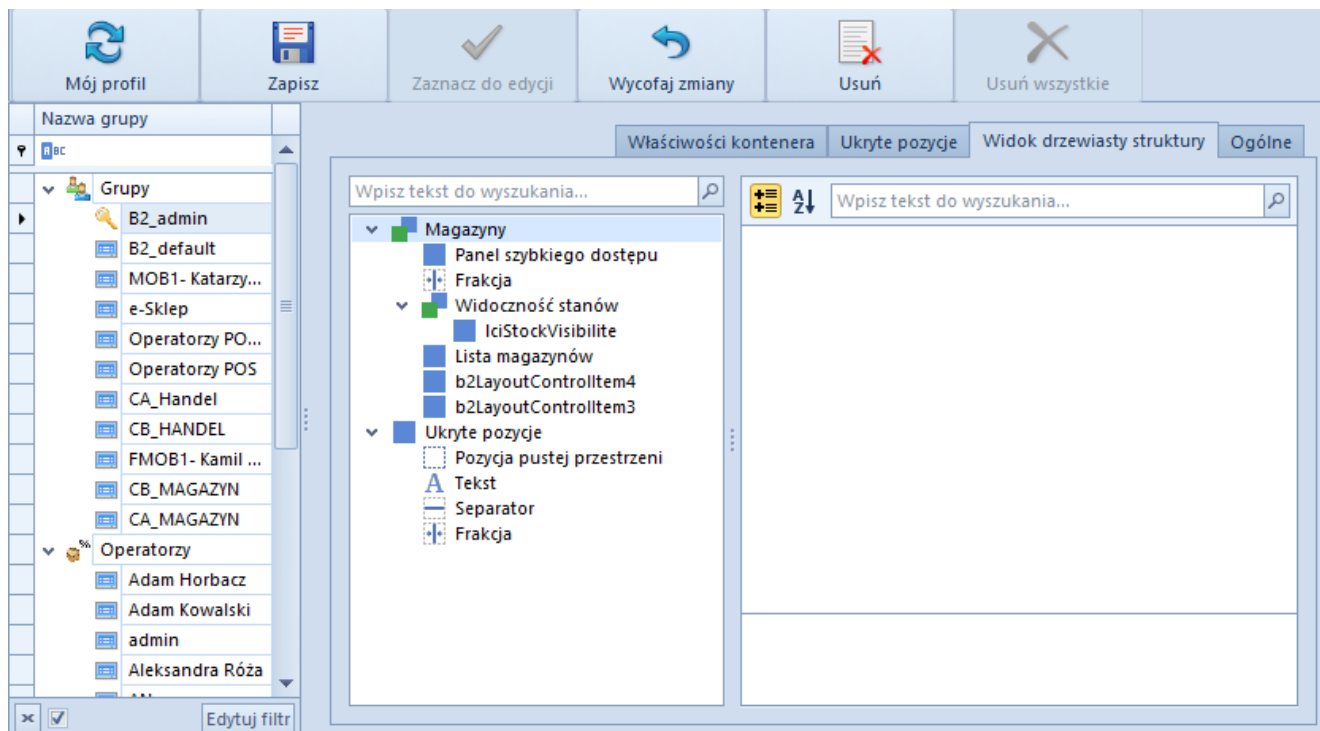 Mój profil
Zapisz
Zaznacz do edycji
Wycofaj zmiany
Usuń
Usuń wszystkie
Nazwa grupy
ABC
Grupy
B2_admin
B2_default
MOB1- Katarzy...
e-Sklep
Operatorzy PO...
Operatorzy POS
CA_Handel
CB_HANDEL
FMOB1- Kamil ...
CB_MAGAZYN
CA_MAGAZYN
Operatorzy
Adam Horbacz
Adam Kowalski
admin
Aleksandra Róża
Edytuj filtr
Właściwości kontenera
Ukryte pozycje
Widok drzewiasty struktury
Ogólne
Wpisz tekst do wyszukania...
Magazyny
Panel szybkiego dostępu
Frakcja
Widoczność stanów
lciStockVisibilite
Lista magazynów
b2LayoutControlItem4
b2LayoutControlItem3
Ukryte pozycje
Pozycja pustej przestrzeni
A Tekst
Separator
Frakcja
AZ
Wpisz tekst do wyszukania...